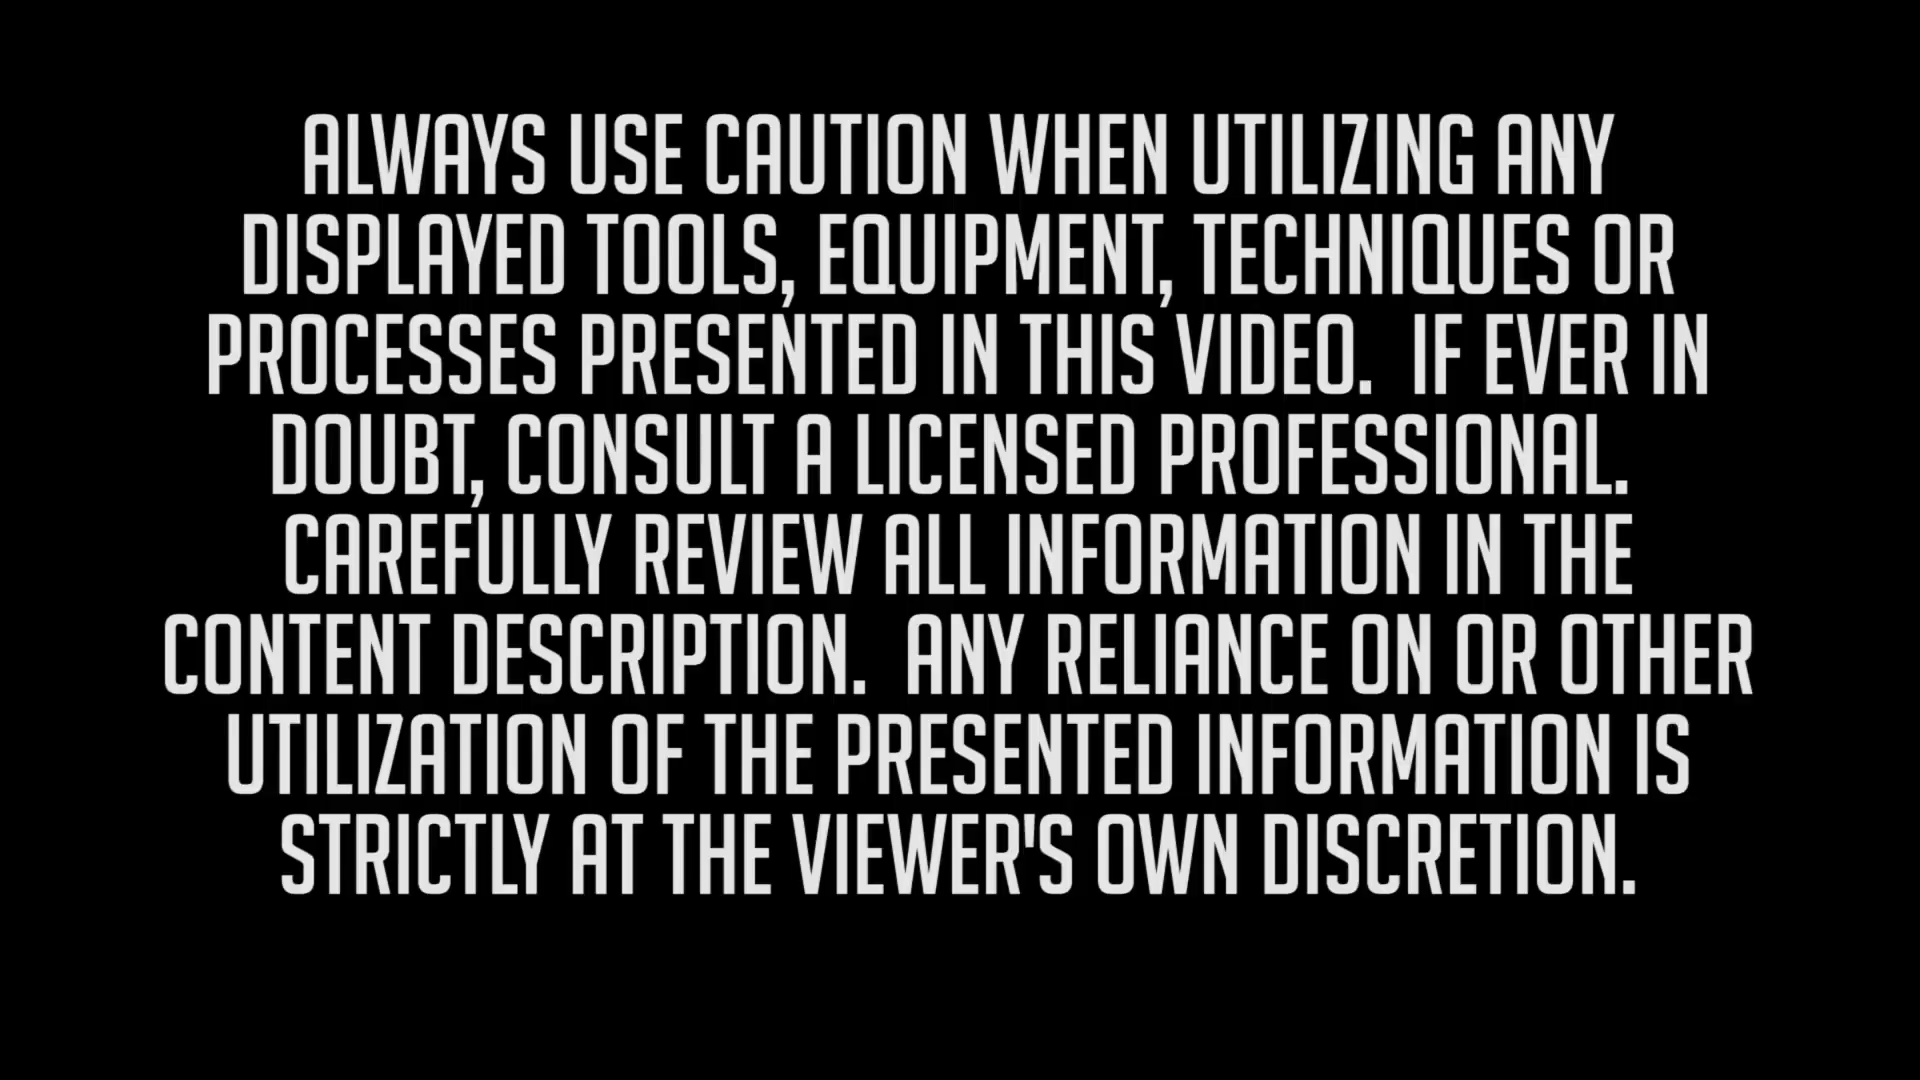 ALWAYS USE CAUTION WHEN UTILIZING ANY
DISPLAYED TOOLS, EQUIPMENT, TECHNIQUES OR
PROCESSES PRESENTED IN THIS VIDEO.  IF EVER IN
DOUBT, CONSULT A LICENSED PROFESSIONAL.
CAREFULLY REVIEW ALL INFORMATION IN THE
CONTENT DESCRIPTION.  ANY RELIANCE ON OR OTHER
UTILIZATION OF THE PRESENTED INFORMATION IS
STRICTLY AT THE VIEWER'S OWN DISCRETION.